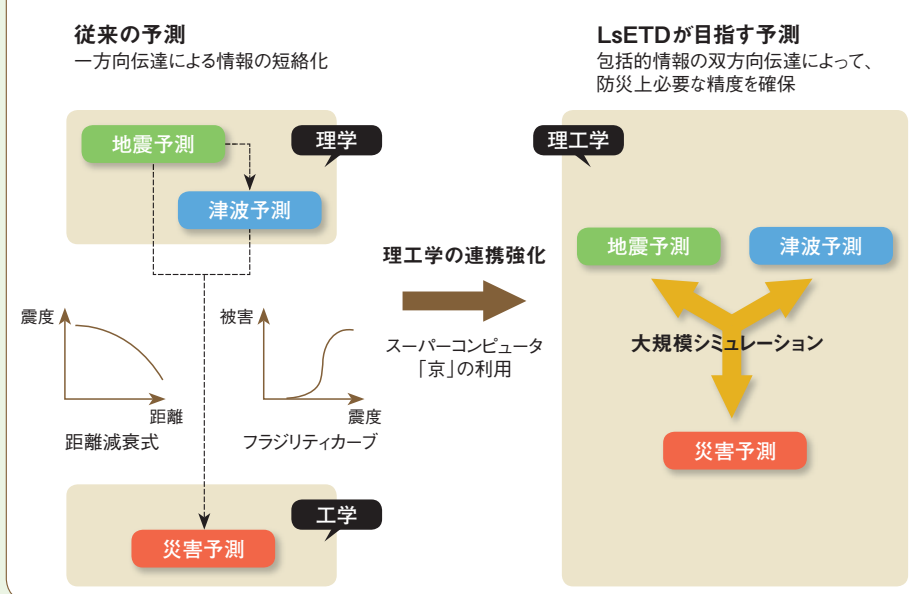 従来の予測
一方向伝達による情報の短絡化
理学
地震予測
津波予測
震度
距離
距離減衰式
被害
震度
フラジリティカーブ
工学
災害予測
理工学の連携強化
スーパーコンピュータ
「京」の利用
LsETDが目指す予測
包括的情報の双方向伝達によって、
防災上必要な精度を確保
理工学
地震予測
津波予測
大規模シミュレーション
災害予測